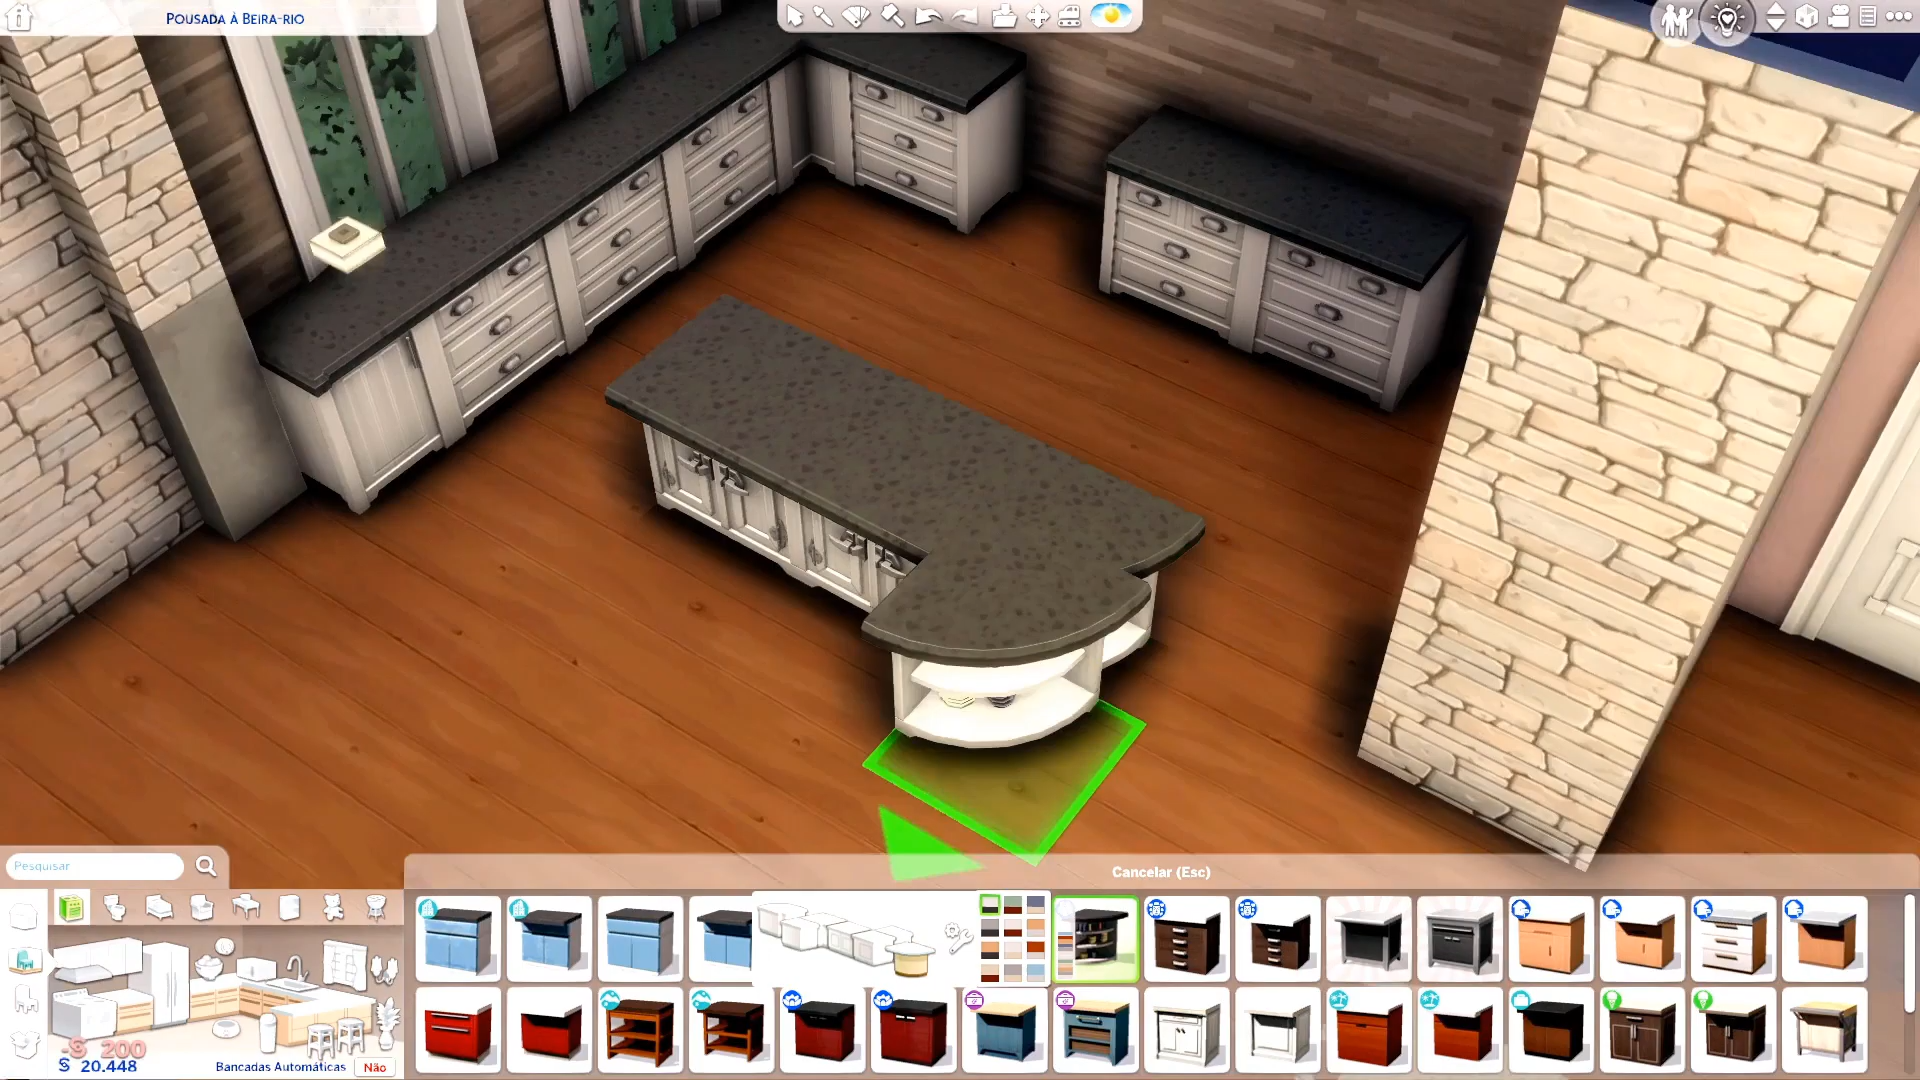 Pousada à Beira-rio
Cancelar (Esc)
Pesquisar
-§ 200
§ 20.448
Bancadas Automáticas Não